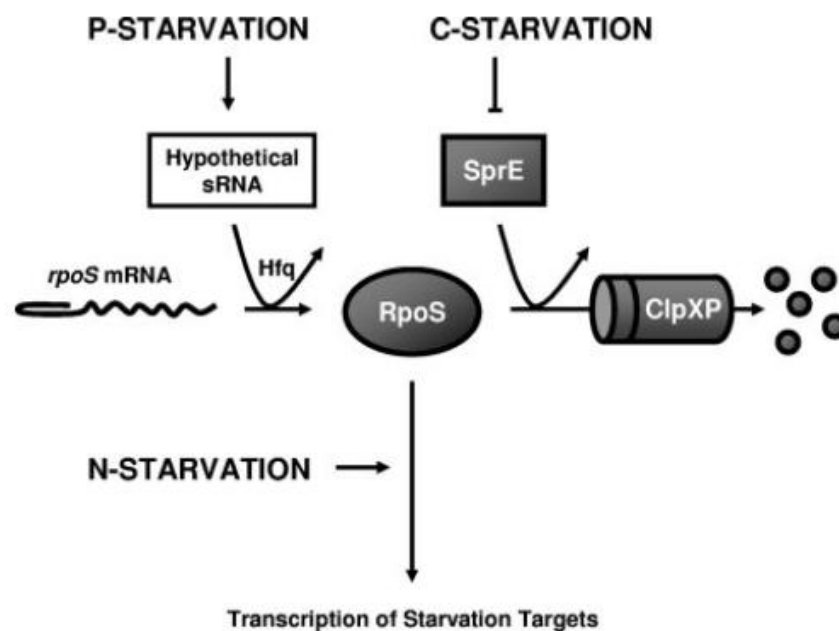 P-STARVATION
C-STARVATION
Hypothetical
sRNA
SprE
rpoS mRNA
Hfq
RpoS
ClpXP
N-STARVATION
Transcription of Starvation Targets